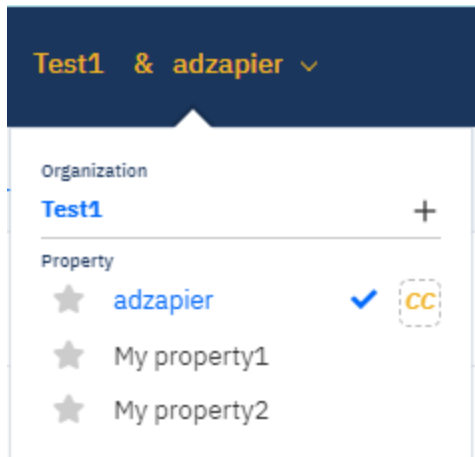 Test1 & adzapier
Organization
Test1 +
Property
adzapier CC
My property1
My property2